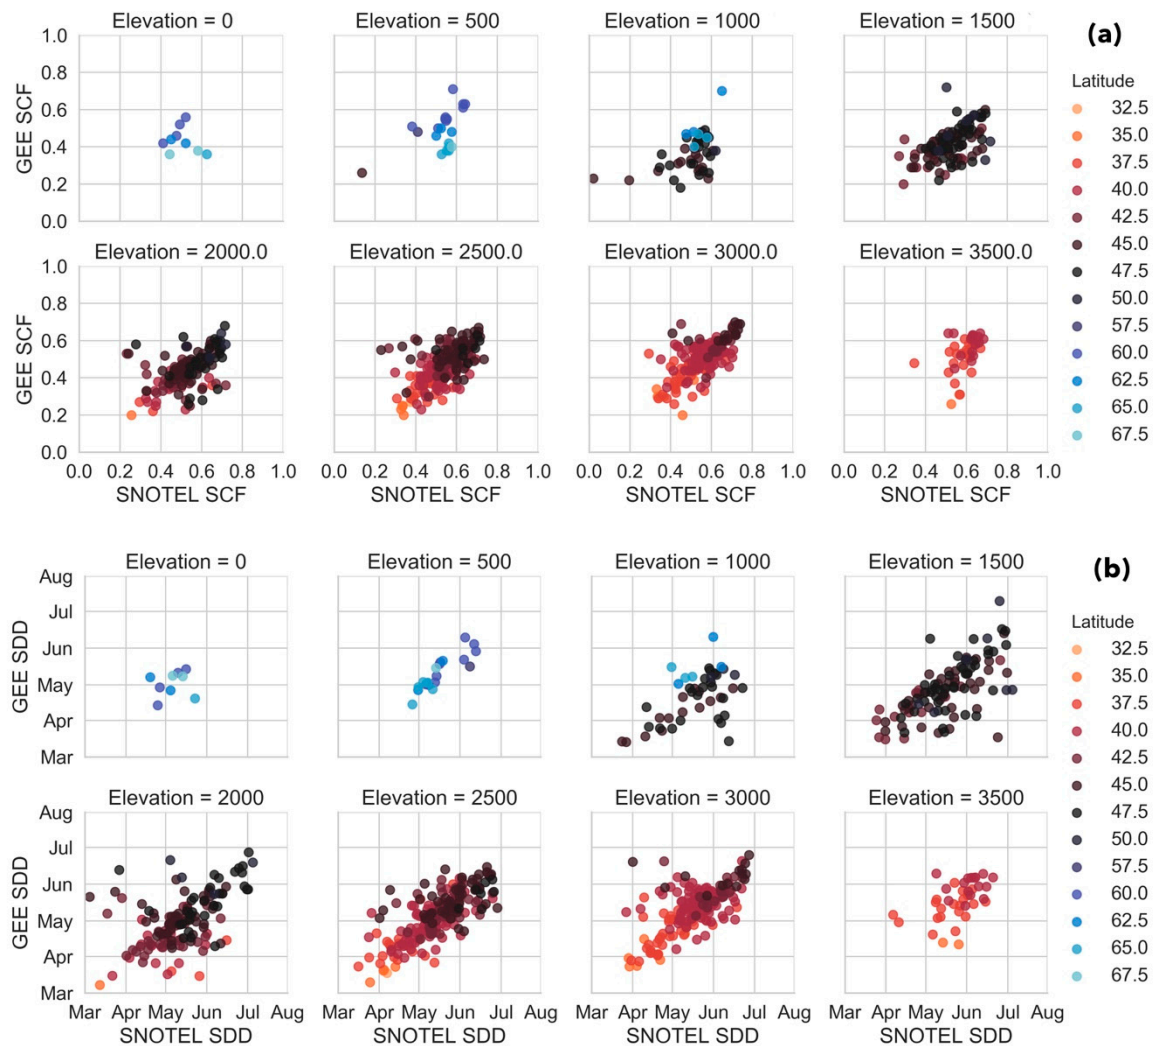 Elevation = 0 Elevation = 500 Elevation = 1000 Elevation = 1500 (a)
1.0
0.8
0.6
0.4
0.2
0.0
GEE SCF
Latitude
32.5
35.0
37.5
40.0
42.5
45.0
47.5
50.0
57.5
60.0
62.5
65.0
67.5
Elevation = 2000.0 Elevation = 2500.0 Elevation = 3000.0 Elevation = 3500.0
1.0
0.8
0.6
0.4
0.2
0.0
GEE SCF
0.0 0.2 0.4 0.6 0.8 1.0 0.0 0.2 0.4 0.6 0.8 1.0 0.0 0.2 0.4 0.6 0.8 1.0 0.0 0.2 0.4 0.6 0.8 1.0
SNOTEL SCF SNOTEL SCF SNOTEL SCF SNOTEL SCF
Elevation = 0 Elevation = 500 Elevation = 1000 Elevation = 1500 (b)
Aug
Jul
Jun
May
Apr
Mar
GEE SDD
Latitude
32.5
35.0
37.5
40.0
42.5
45.0
47.5
50.0
57.5
60.0
62.5
65.0
67.5
Elevation = 2000 Elevation = 2500 Elevation = 3000 Elevation = 3500
Aug
Jul
Jun
May
Apr
Mar
GEE SDD
Mar Apr May Jun Jul Aug Mar Apr May Jun Jul Aug Mar Apr May Jun Jul Aug Mar Apr May Jun Jul Aug
SNOTEL SDD SNOTEL SDD SNOTEL SDD SNOTEL SDD